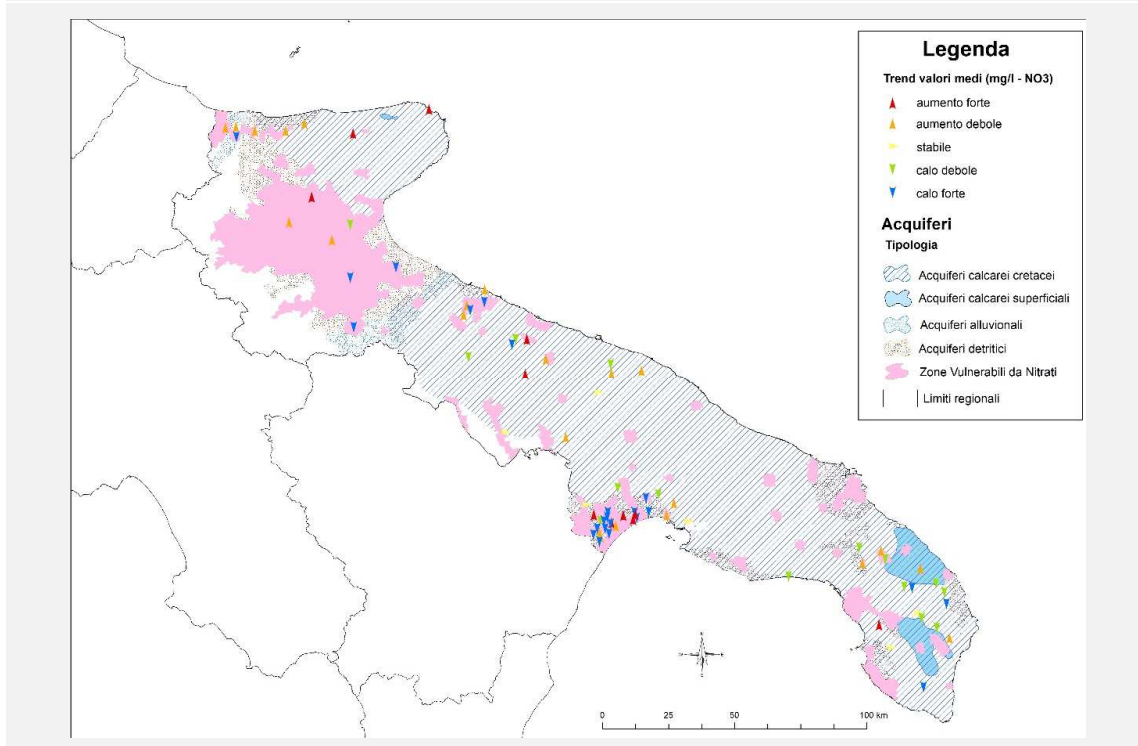 Legenda
Trend valori medi (mg/l - NO3)
aumento forte
aumento debole
stabile
calo debole
calo forte
Acquiferi
Tipologia
Acquiferi calcarei cretacei
Acquiferi calcarei superficiali
Acquiferi alluvionali
Acquiferi detritici
Zone Vulnerabili da Nitrati
Limiti regionali
0 25 50 100 km